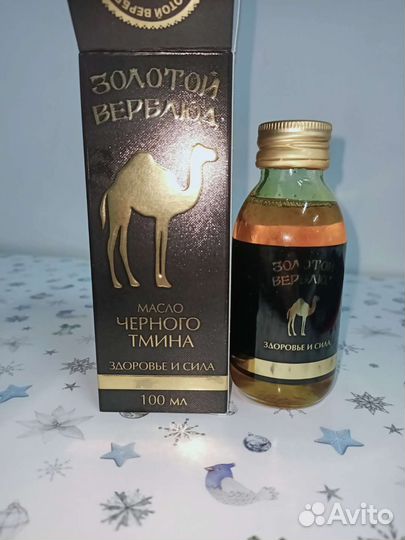 ЗОЛОТОЙ
ВЕРБЛЮД
МАСЛО
ЧЕРНОГО
ТМИНА
ЗДОРОВЬЕ И СИЛА
100 МЛ
ЗОЛОТОЙ
ВЕРБЛЮД
ЗДОРОВЬЕ И СИЛА
Avito